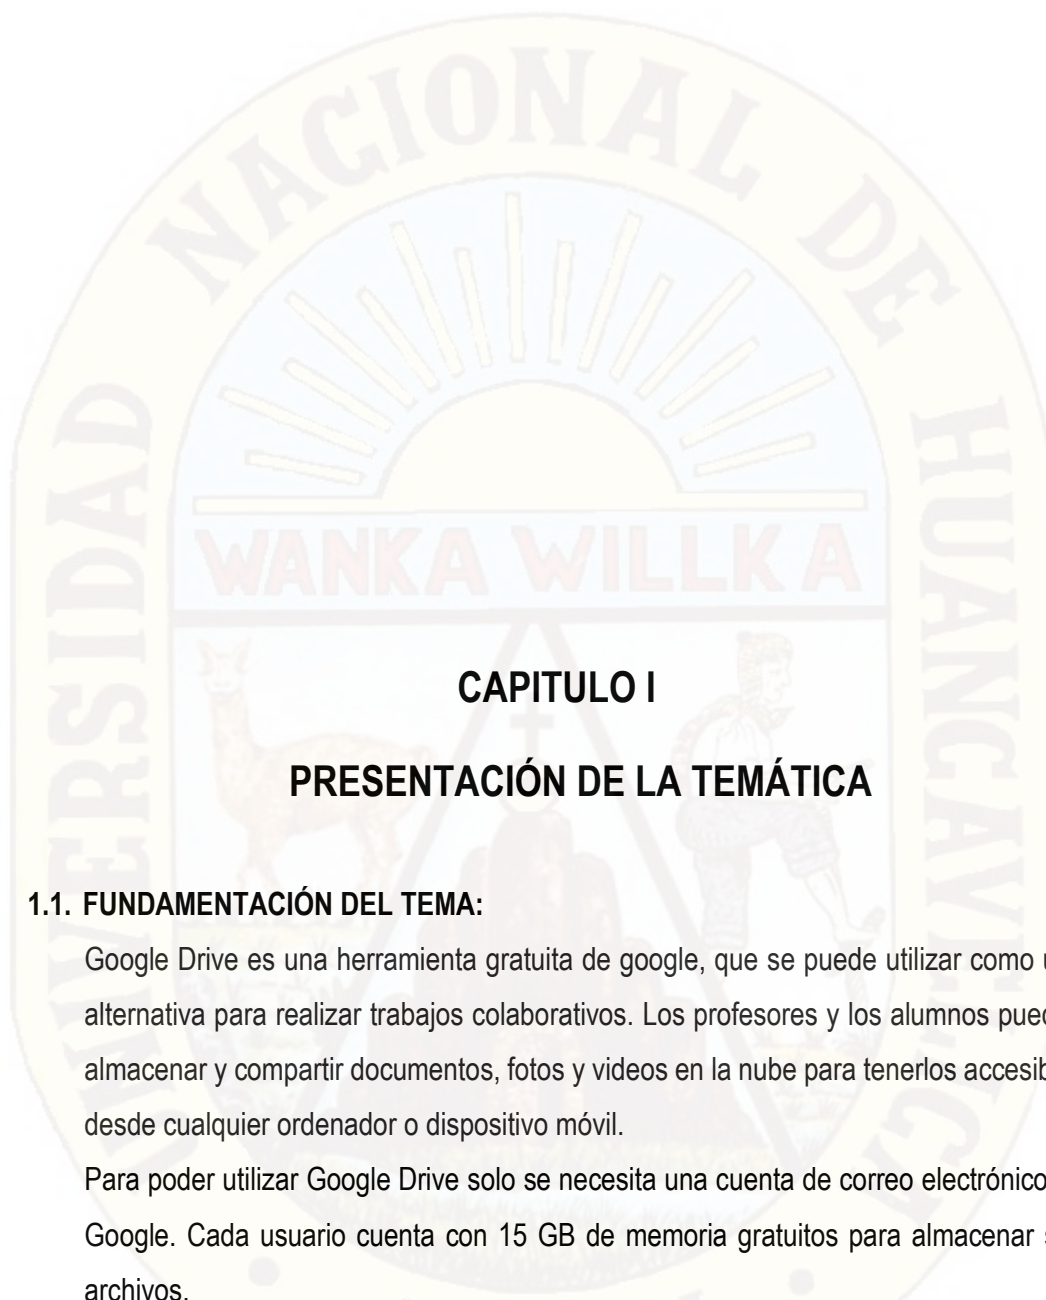 UNIVERSIDAD NACIONAL DE HUANCAVELICA
WANKA WILLKA
CAPITULO I
PRESENTACIÓN DE LA TEMÁTICA
1.1. FUNDAMENTACIÓN DEL TEMA:
Google Drive es una herramienta gratuita de google, que se puede utilizar como
alternativa para realizar trabajos colaborativos. Los profesores y los alumnos
almacenar y compartir documentos, fotos y videos en la nube para tenerlos
desde cualquier ordenador o dispositivo móvil.
Para poder utilizar Google Drive solo se necesita una cuenta de correo electrónico
Google. Cada usuario cuenta con 15 GB de memoria gratuitos para almacenar
archivos.